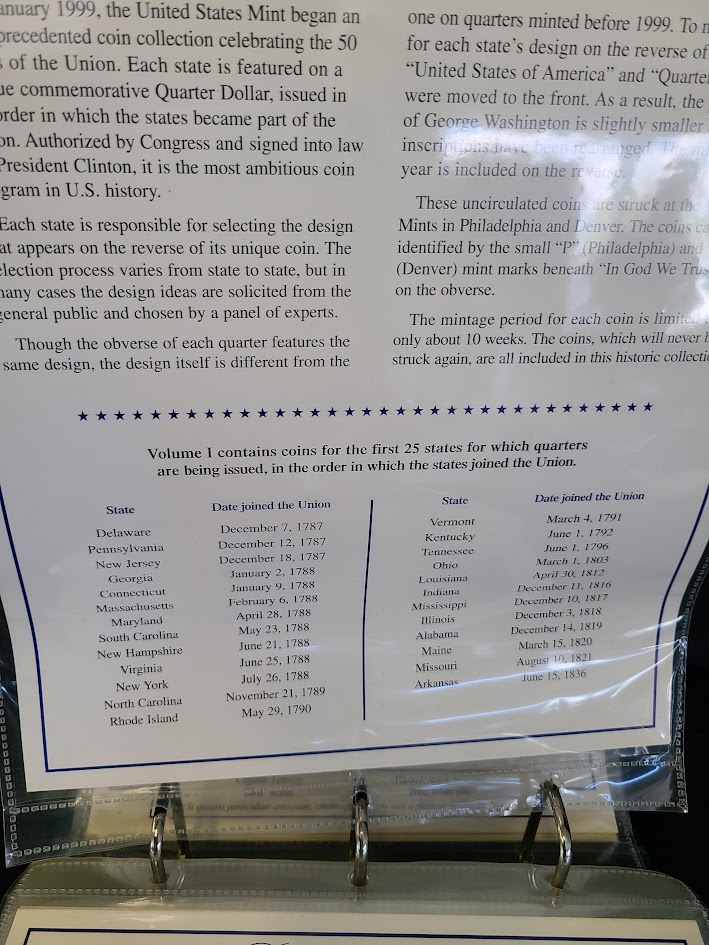 anuary 1999, the United States Mint began an
precedented coin collection celebrating the 50
s of the Union. Each state is featured on a
ue commemorative Quarter Dollar, issued in
order in which the states became part of the
on. Authorized by Congress and signed into law
President Clinton, it is the most ambitious coin
gram in U.S. history.
Each state is responsible for selecting the design
at appears on the reverse of its unique coin. The
election process varies from state to state, but in
many cases the design ideas are solicited from the
general public and chosen by a panel of experts.
Though the obverse of each quarter features the
same design, the design itself is different from the
one on quarters minted before 1999. To
for each state's design on the reverse of
"United States of America" and "Quarter
were moved to the front. As a result, the
of George Washington is slightly smaller
inscriptions have been rearranged. The
year is included on the reverse.
These uncirculated coins are struck at the
Mints in Philadelphia and Denver. The coins ca
identified by the small "P" (Philadelphia) and
(Denver) mint marks beneath "In God We Trus
on the obverse.
The mintage period for each coin is limited
only about 10 weeks. The coins, which will never b
struck again, are all included in this historic collecti
Volume I contains coins for the first 25 states for which quarters
are being issued, in the order in which the states joined the Union.
State Date joined the Union
Delaware December 7, 1787
Pennsylvania December 12, 1787
New Jersey December 18, 1787
Georgia January 2, 1788
Connecticut January 9, 1788
Massachusetts February 6, 1788
Maryland April 28, 1788
South Carolina May 23, 1788
New Hampshire June 21, 1788
Virginia June 25, 1788
New York July 26, 1788
North Carolina November 21, 1789
Rhode Island May 29, 1790
State Date joined the Union
Vermont March 4, 1791
Kentucky June 1, 1792
Tennessee June 1, 1796
Ohio March 1, 1803
Louisiana April 30, 1812
Indiana December 11, 1816
Mississippi December 10, 1817
Illinois December 3, 1818
Alabama December 14, 1819
Maine March 15, 1820
Missouri August 10, 1821
Arkansas June 15, 1836